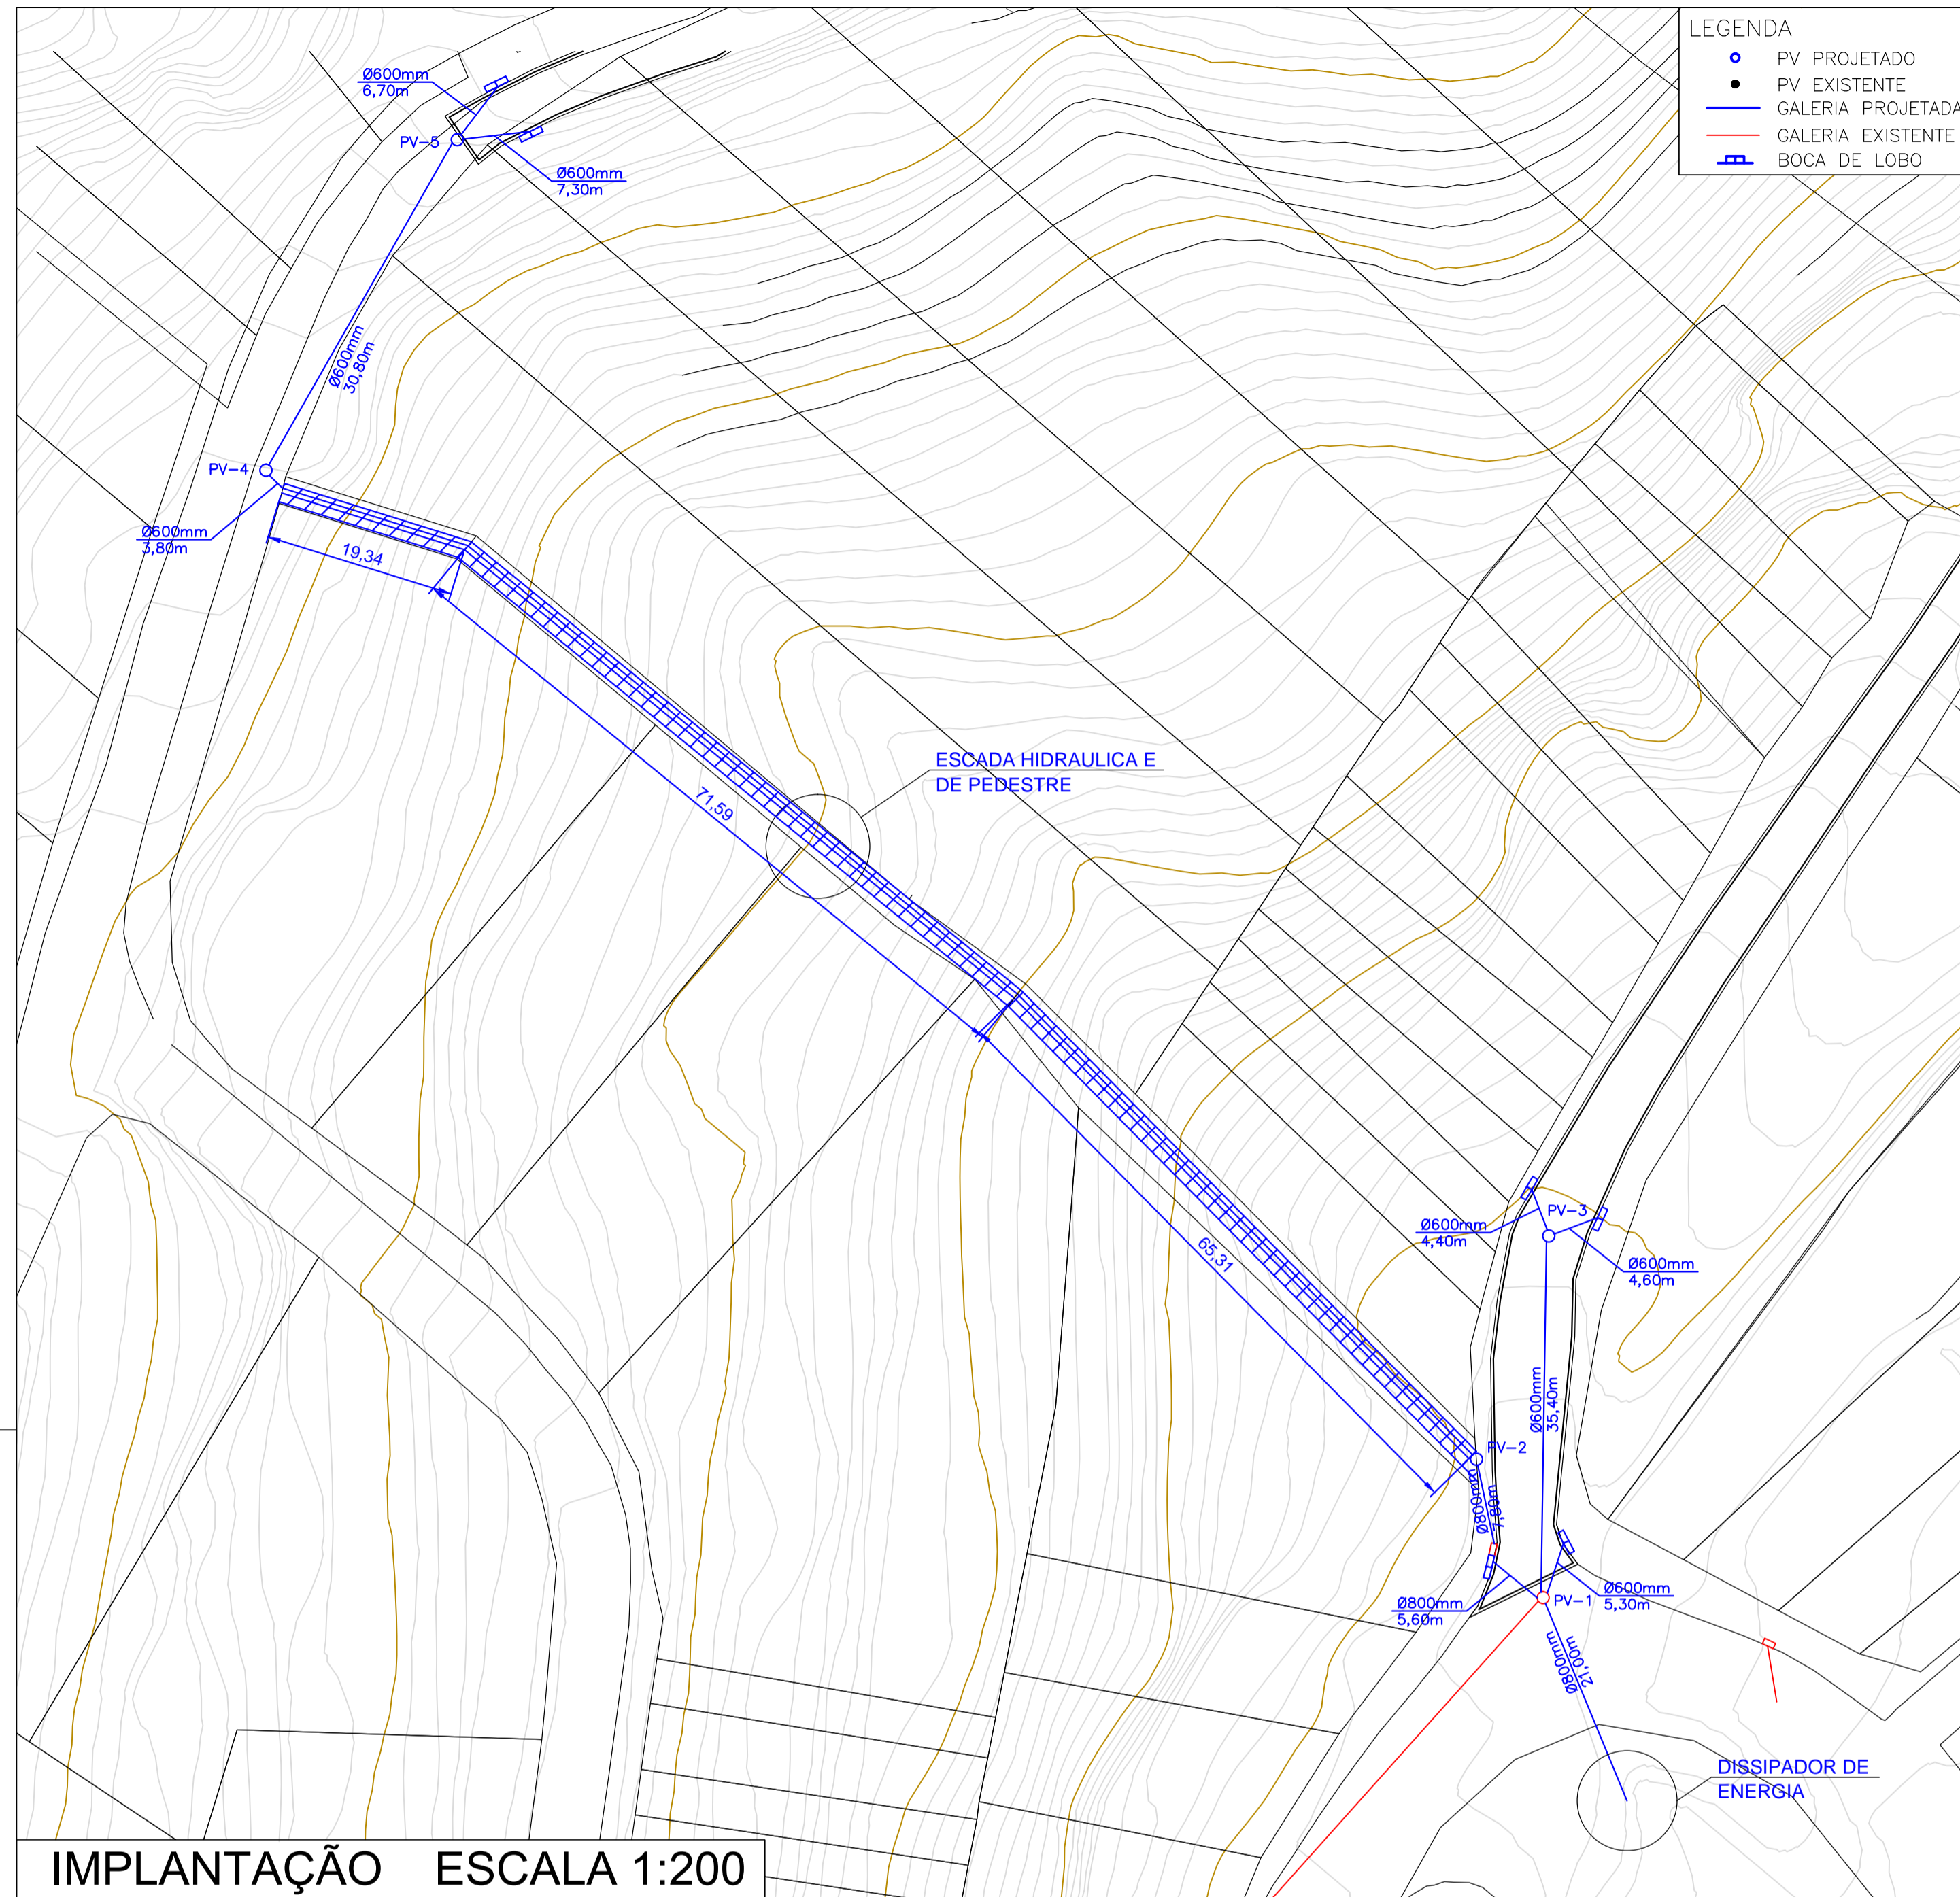 LEGENDA
PV PROJETADO
PV EXISTENTE
GALERIA PROJETADA
GALERIA EXISTENTE
BOCA DE LOBO
Ø600mm
6,70m
PV-5
Ø600mm
7,30m
Ø600mm
30,80m
PV-4
Ø600mm
3,80m
19,34
71,59
ESCADA HIDRAULICA E
DE PEDESTRE
65,31
PV-3
Ø600mm
4,40m
Ø600mm
4,60m
Ø600mm
35,40m
PV-2
Ø800mm
7,80m
Ø800mm
5,60m
Ø600mm
5,30m
PV-1
Ø800mm
21,00m
DISSIPADOR DE
ENERGIA
IMPLANTAÇÃO ESCALA 1:200